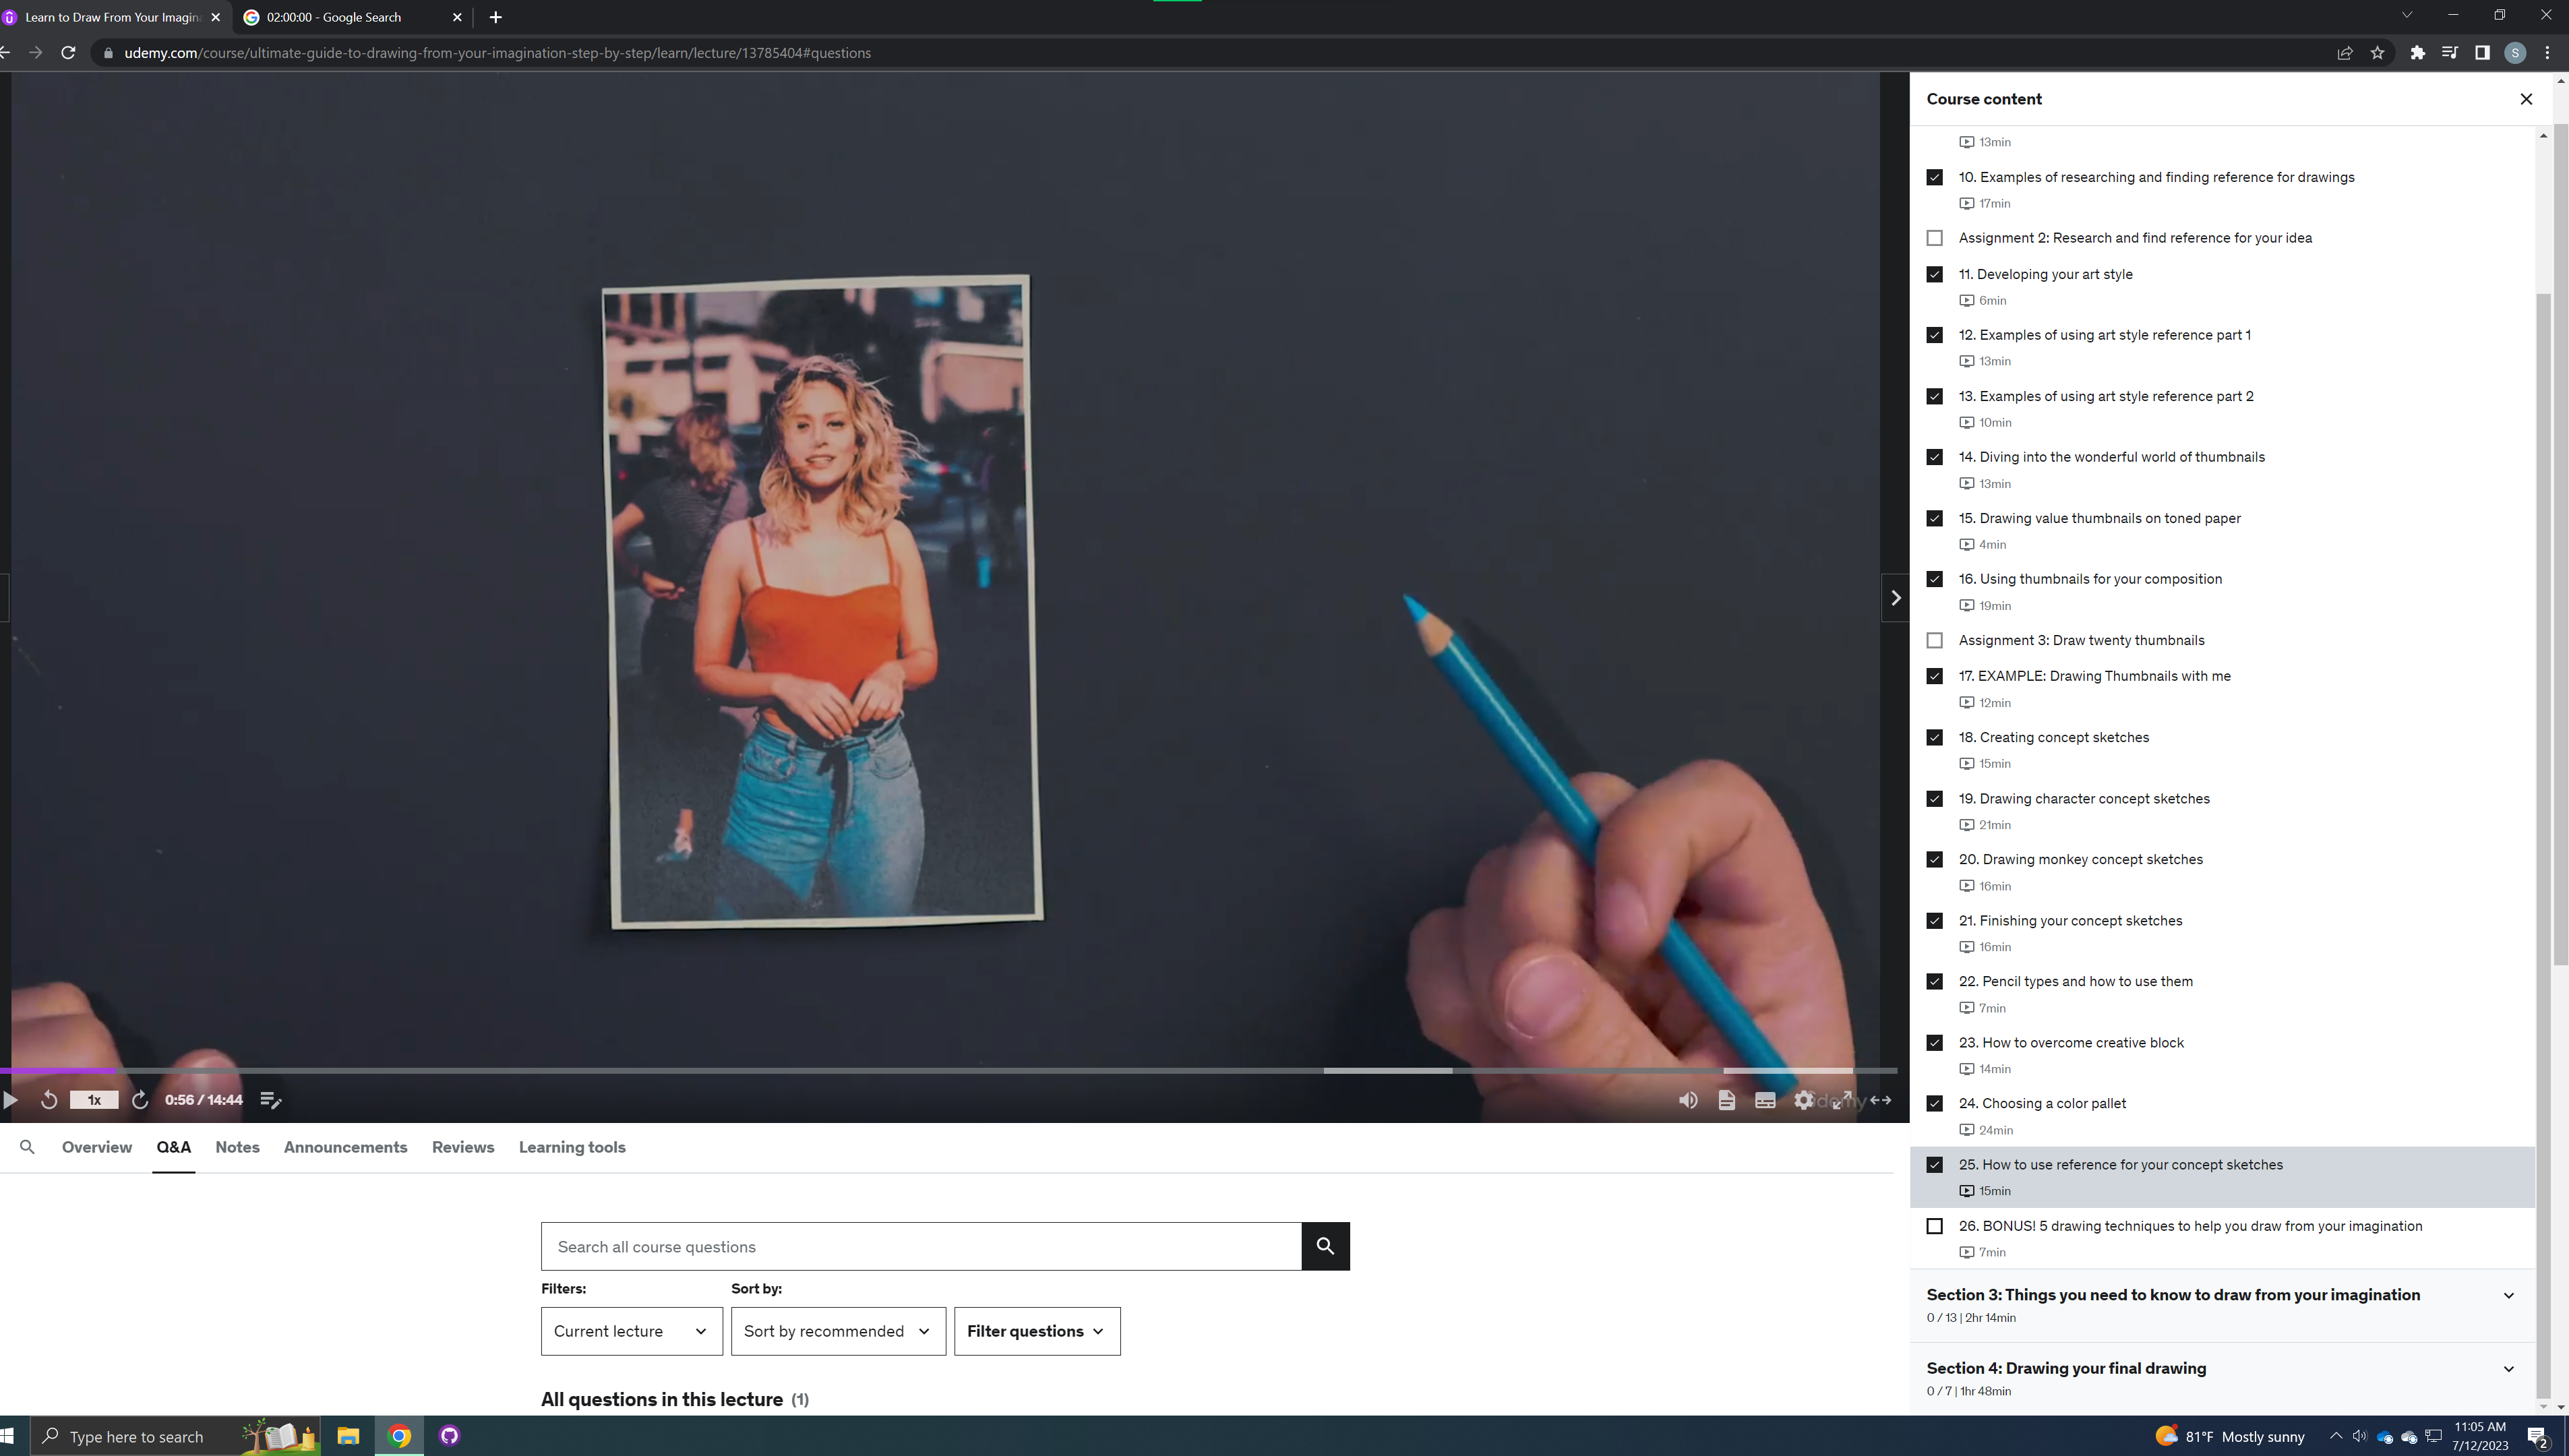 Learn to Draw From Your Imagin
02:00:00 - Google Search
udemy.com/course/ultimate-guide-to-drawing-from-your-imagination-step-by-step/learn/lecture/13785404#questions
S
Course content
13min
10. Examples of researching and finding reference for drawings
17min
Assignment 2: Research and find reference for your idea
11. Developing your art style
6min
12. Examples of using art style reference part 1
13min
13. Examples of using art style reference part 2
10min
14. Diving into the wonderful world of thumbnails
13min
15. Drawing value thumbnails on toned paper
4min
16. Using thumbnails for your composition
19min
Assignment 3: Draw twenty thumbnails
17. EXAMPLE: Drawing Thumbnails with me
12min
18. Creating concept sketches
15min
19. Drawing character concept sketches
21min
20. Drawing monkey concept sketches
16min
21. Finishing your concept sketches
16min
22. Pencil types and how to use them
7min
23. How to overcome creative block
14min
24. Choosing a color pallet
24min
25. How to use reference for your concept sketches
15min
26. BONUS! 5 drawing techniques to help you draw from your imagination
7min
Section 3: Things you need to know to draw from your imagination
0 / 13 | 2hr 14min
Section 4: Drawing your final drawing
0 / 7 | 1hr 48min
1x 0:56 / 14:44
Overview Q&A Notes Announcements Reviews Learning tools
Search all course questions
Filters: Sort by:
Current lecture Sort by recommended Filter questions
All questions in this lecture (1)
Type here to search
81°F Mostly sunny
11:05 AM
7/12/2023
2